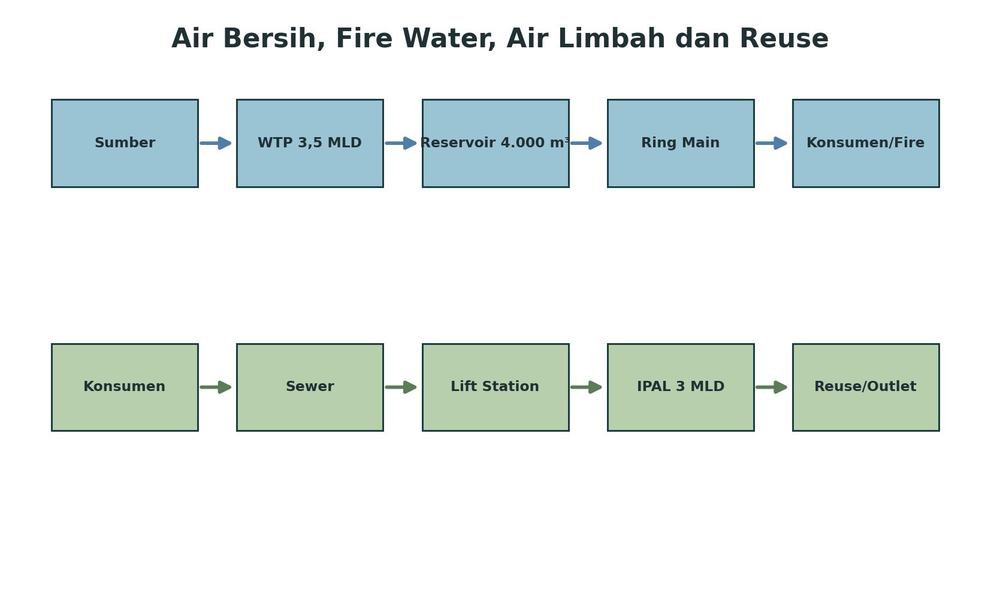 Air Bersih, Fire Water, Air Limbah dan Reuse
Sumber
WTP 3,5 MLD
Reservoir 4.000 m³
Ring Main
Konsumen/Fire
Konsumen
Sewer
Lift Station
IPAL 3 MLD
Reuse/Outlet